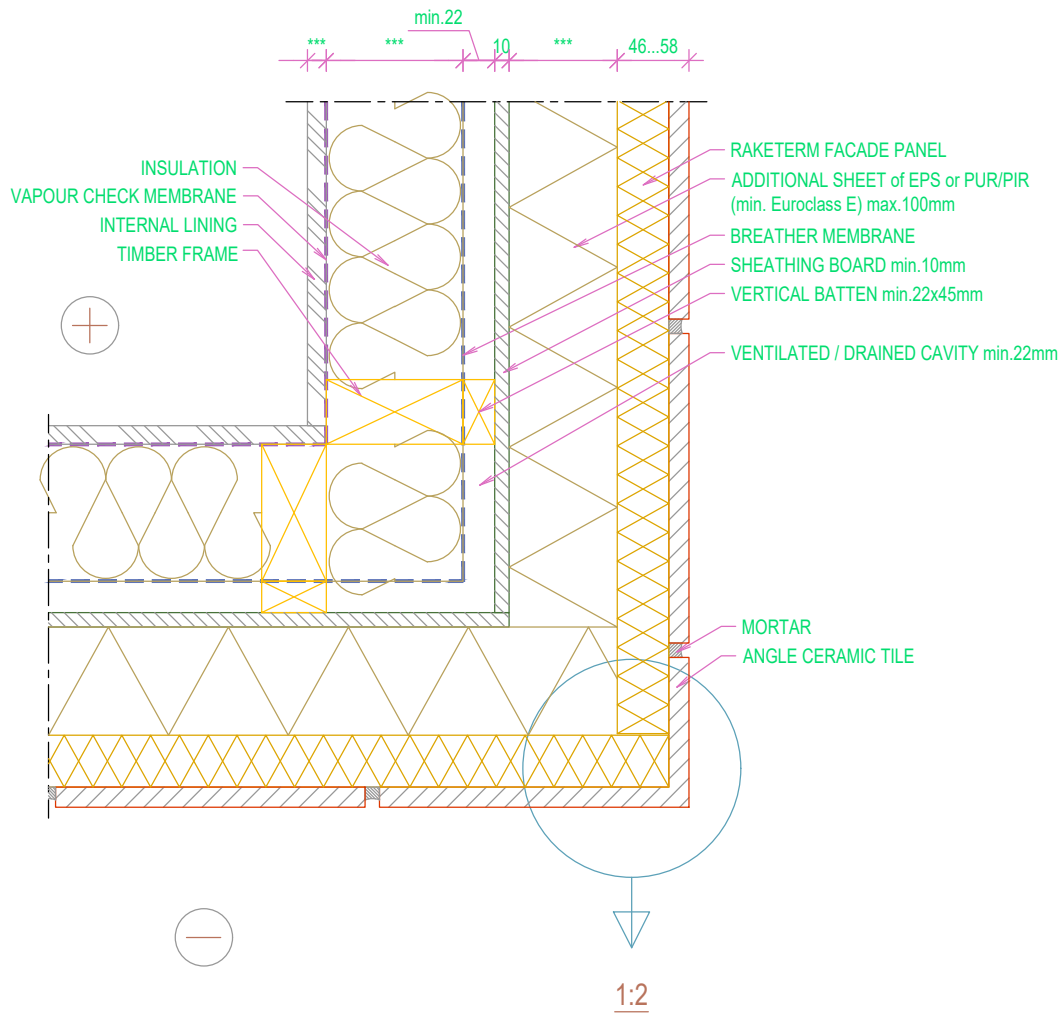 min.22
*** *** 10 *** 46...58
INSULATION
VAPOUR CHECK MEMBRANE
INTERNAL LINING
TIMBER FRAME
RAKETERM FACADE PANEL
ADDITIONAL SHEET of EPS or PUR/PIR
(min. Euroclass E) max.100mm
BREATHER MEMBRANE
SHEATHING BOARD min.10mm
VERTICAL BATTEN min.22x45mm
VENTILATED / DRAINED CAVITY min.22mm
MORTAR
ANGLE CERAMIC TILE
1:2